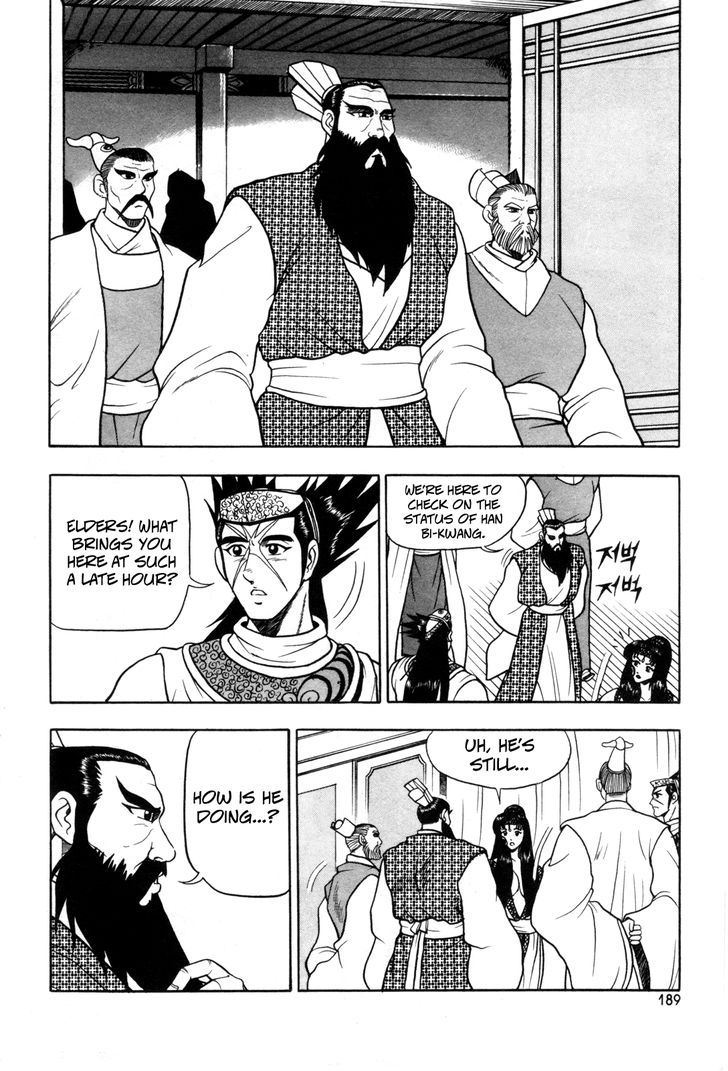 ELDERS! WHAT
BRINGS YOU
HERE AT SUCH
A LATE HOUR?
WE'RE HERE TO
CHECK ON THE
STATUS OF HAN
BI-KWANG.
저벅
저벅
HOW IS HE
DOING...?
UH, HE'S
STILL...
189